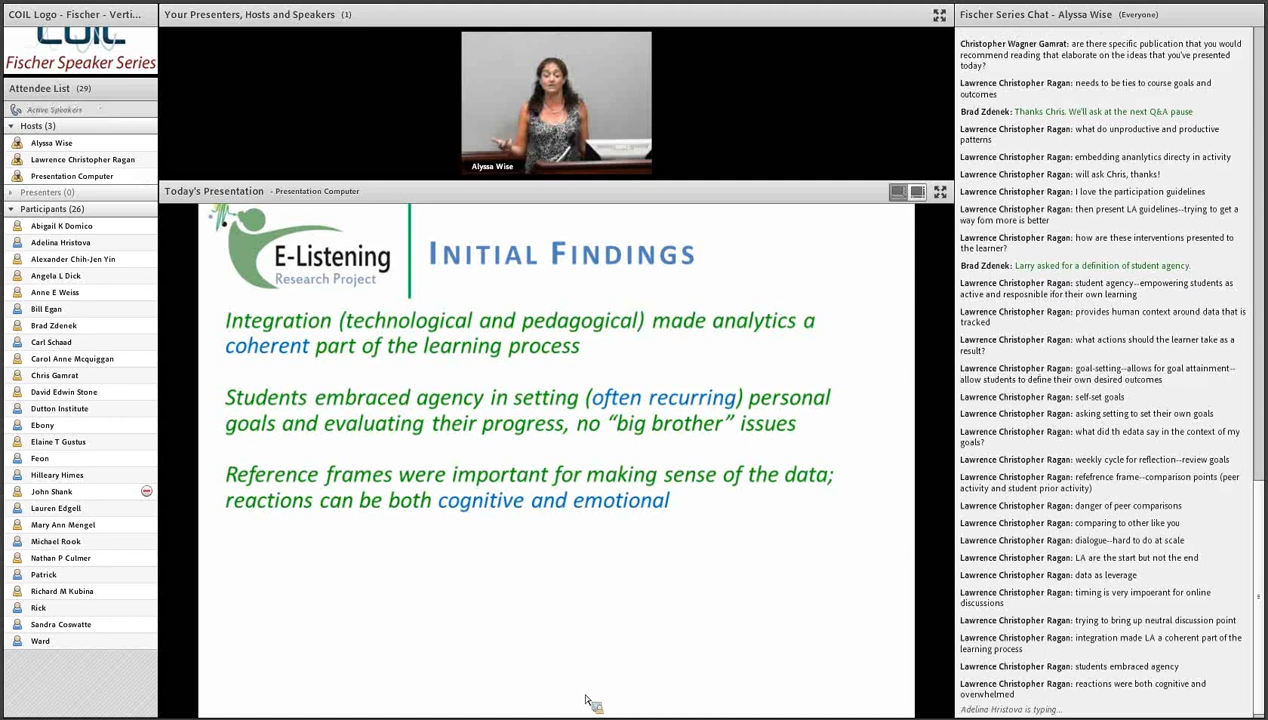 COIL Logo - Fischer - Verti...
COIL
Fischer Speaker Series
Attendee List (29)
Active Speakers
Hosts (3)
Alyssa Wise
Lawrence Christopher Ragan
Presentation Computer
Presenters (0)
Participants (26)
Abigail K Domico
Adelina Hristova
Alexander Chih-Jen Yin
Angela L Dick
Anne E Weiss
Bill Egan
Brad Zdenek
Carl Schaad
Carol Anne Mcquiggan
Chris Gamrat
David Edwin Stone
Dutton Institute
Ebony
Elaine T Gustus
Feon
Hilleary Himes
John Shank
Lauren Edgell
Mary Ann Mengel
Michael Rook
Nathan P Culmer
Patrick
Richard M Kubina
Rick
Sandra Coswatte
Ward
Your Presenters, Hosts and Speakers (1)
Alyssa Wise
Today's Presentation - Presentation Computer
E-Listening
Research Project
INITIAL FINDINGS
Integration (technological and pedagogical) made analytics a
coherent part of the learning process
Students embraced agency in setting (often recurring) personal
goals and evaluating their progress, no “big brother” issues
Reference frames were important for making sense of the data;
reactions can be both cognitive and emotional
Fischer Series Chat - Alyssa Wise (Everyone)
Christopher Wagner Gamrat: are there specific publication that you would
recommend reading that elaborate on the ideas that you've presented
today?
Lawrence Christopher Ragan: needs to be ties to course goals and
outcomes
Brad Zdenek: Thanks Chris. We'll ask at the next Q&A pause
Lawrence Christopher Ragan: what do unproductive and productive
patterns
Lawrence Christopher Ragan: embedding ananlytics directy in activity
Lawrence Christopher Ragan: will ask Chris, thanks!
Lawrence Christopher Ragan: I love the participation guidelines
Lawrence Christopher Ragan: then present LA guidelines--trying to get a
way fom more is better
Lawrence Christopher Ragan: how are these interventions presented to
the learner?
Brad Zdenek: Larry asked for a definition of student agency.
Lawrence Christopher Ragan: student agency--empowering students as
active and resposnible ifor their own learning
Lawrence Christopher Ragan: provides human context around data that is
tracked
Lawrence Christopher Ragan: what actions should the learner take as a
result?
Lawrence Christopher Ragan: goal-setting--allows for goal attainment--
allow students to define their own desired outcomes
Lawrence Christopher Ragan: self-set goals
Lawrence Christopher Ragan: asking setting to set their own goals
Lawrence Christopher Ragan: what did th edata say in the context of my
goals?
Lawrence Christopher Ragan: weekly cycle for reflection--review goals
Lawrence Christopher Ragan: refefrence frame--comparison points (peer
activity and student prior activity)
Lawrence Christopher Ragan: danger of peer comparisons
Lawrence Christopher Ragan: comparing to other like you
Lawrence Christopher Ragan: dialogue--hard to do at scale
Lawrence Christopher Ragan: LA are the start but not the end
Lawrence Christopher Ragan: data as leverage
Lawrence Christopher Ragan: timing is very impoerant for online
discussions
Lawrence Christopher Ragan: trying to bring up neutral discussion point
Lawrence Christopher Ragan: integration made LA a coherent part of the
learning process
Lawrence Christopher Ragan: students embraced agency
Lawrence Christopher Ragan: reactions were both cognitive and
overwhelmed
Adelina Hristova is typing...